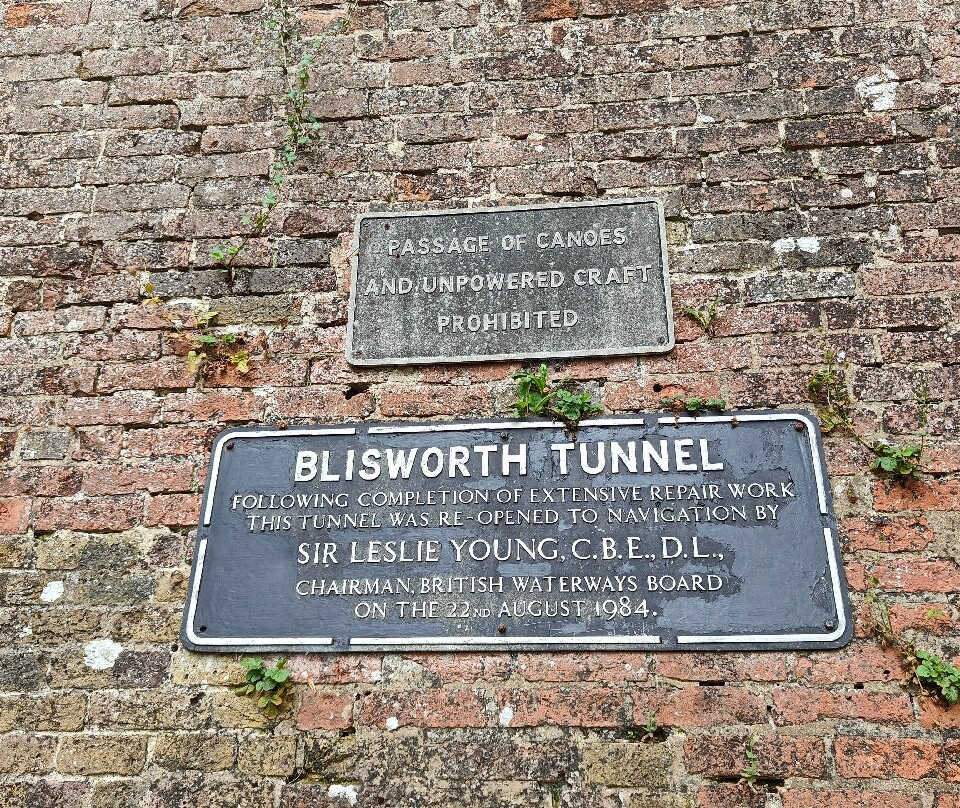 PASSAGE OF CANOES
AND UNPOWERED CRAFT
PROHIBITED
BLISWORTH TUNNEL
FOLLOWING COMPLETION OF EXTENSIVE REPAIR WORK
THIS TUNNEL WAS RE-OPENED TO NAVIGATION BY
SIR LESLIE YOUNG, C.B.E., D.L.,
CHAIRMAN, BRITISH WATERWAYS BOARD
ON THE 22ND AUGUST 1984.